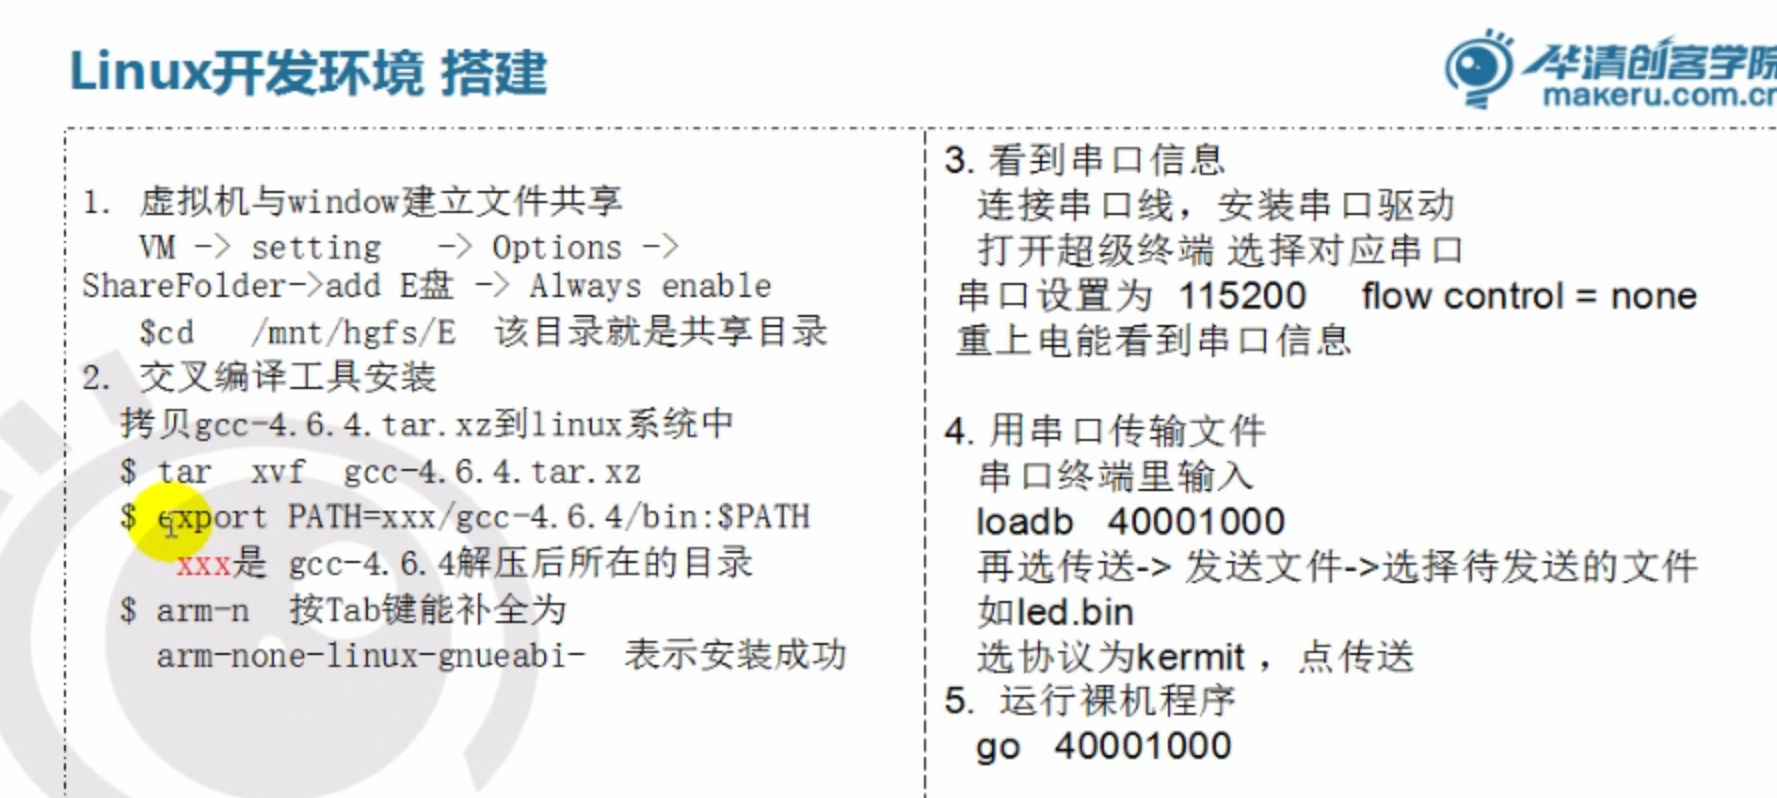 Linux开发环境 搭建
华清创客学院
makeru.com.cn
1. 虚拟机与window建立文件共享
VM -> setting -> Options ->
ShareFolder->add E盘 -> Always enable
$cd /mnt/hgfs/E 该目录就是共享目录
2. 交叉编译工具安装
拷贝gcc-4.6.4.tar.xz到linux系统中
$ tar xvf gcc-4.6.4.tar.xz
$ export PATH=xxx/gcc-4.6.4/bin:$PATH
xxx是 gcc-4.6.4解压后所在的目录
$ arm-n 按Tab键能补全为
arm-none-linux-gnueabi- 表示安装成功
3. 看到串口信息
连接串口线，安装串口驱动
打开超级终端 选择对应串口
串口设置为 115200 flow control = none
重上电能看到串口信息
4. 用串口传输文件
串口终端里输入
loadb 40001000
再选传送-> 发送文件->选择待发送的文件
如led.bin
选协议为kermit ，点传送
5. 运行裸机程序
go 40001000